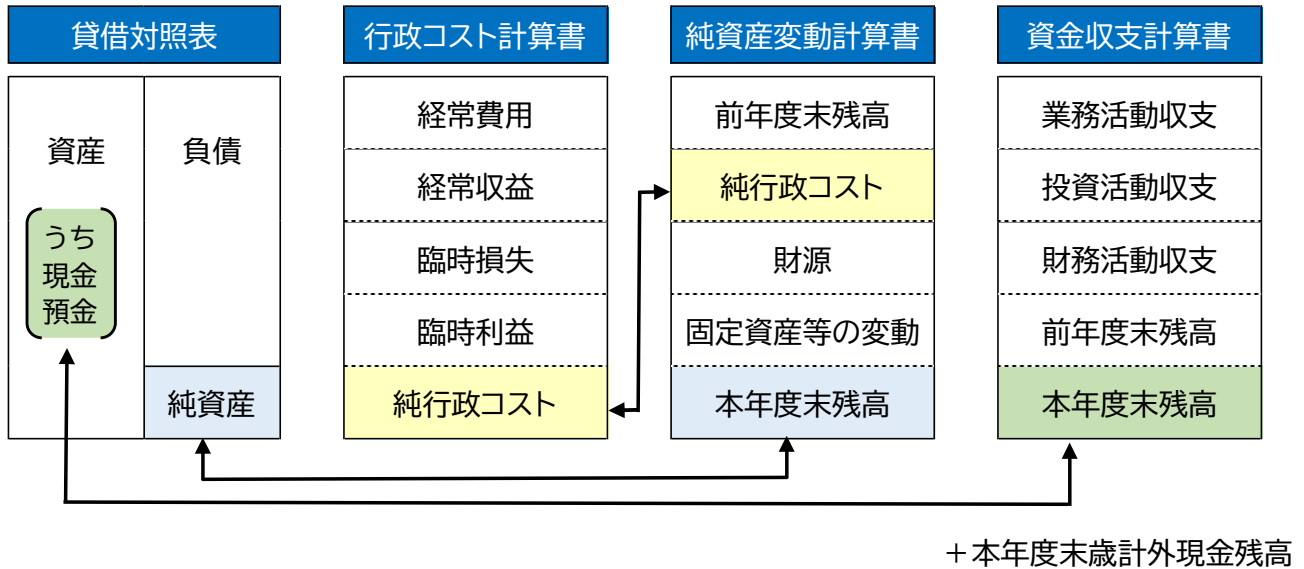 貸借対照表
資産
負債
うち
現金
預金
純資産
行政コスト計算書
経常費用
経常収益
臨時損失
臨時利益
純行政コスト
純資産変動計算書
前年度末残高
純行政コスト
財源
固定資産等の変動
本年度末残高
資金収支計算書
業務活動収支
投資活動収支
財務活動収支
前年度末残高
本年度末残高
＋本年度末歳計外現金残高